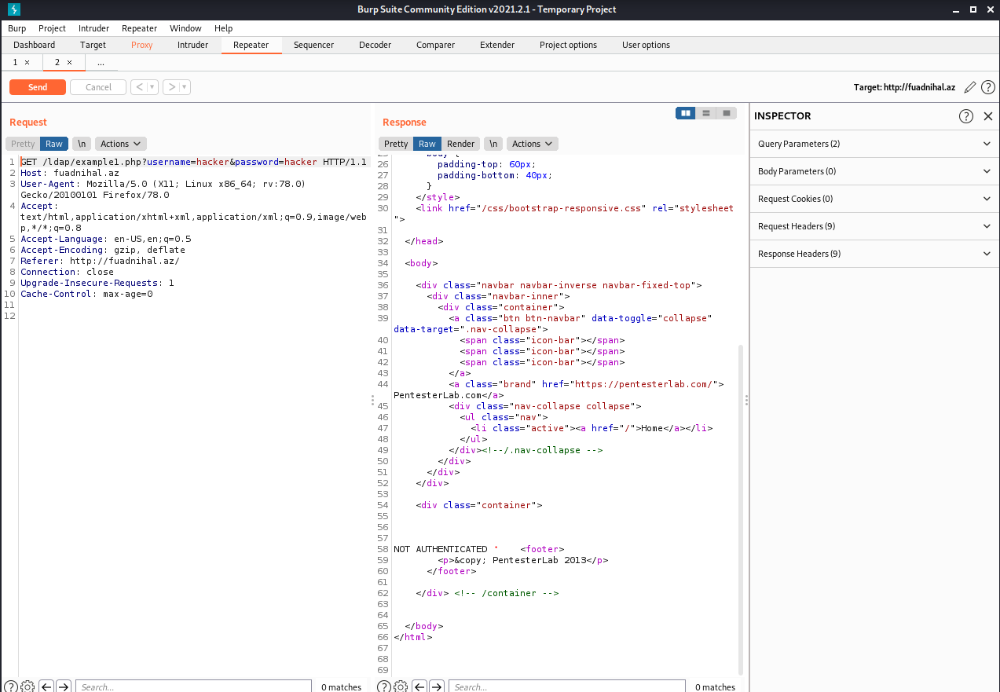 Burp Suite Community Edition v2021.2.1 - Temporary Project
Burp Project Intruder Repeater Window Help
Dashboard Target Proxy Intruder Repeater Sequencer Decoder Comparer Extender Project options User options
1 × 2 × ...
Send Cancel < > Target: http://fuadnihal.az ?
Request
Pretty Raw \n Actions
1 GET /ldap/example1.php?username=hacker&password=hacker HTTP/1.1
2 Host: fuadnihal.az
3 User-Agent: Mozilla/5.0 (X11; Linux x86_64; rv:78.0)
Gecko/20100101 Firefox/78.0
4 Accept:
text/html,application/xhtml+xml,application/xml;q=0.9,image/web
p,*/*;q=0.8
5 Accept-Language: en-US,en;q=0.5
6 Accept-Encoding: gzip, deflate
7 Referer: http://fuadnihal.az/
8 Connection: close
9 Upgrade-Insecure-Requests: 1
10 Cache-Control: max-age=0
11
12
? Search... 0 matches
Response
Pretty Raw Render \n Actions
25 body {
26 padding-top: 60px;
27 padding-bottom: 40px;
28 }
29 </style>
30 <link href="/css/bootstrap-responsive.css" rel="stylesheet
">
31
32 </head>
33
34 <body>
35
36 <div class="navbar navbar-inverse navbar-fixed-top">
37 <div class="navbar-inner">
38 <div class="container">
39 <a class="btn btn-navbar" data-toggle="collapse"
data-target=".nav-collapse">
40 <span class="icon-bar"></span>
41 <span class="icon-bar"></span>
42 <span class="icon-bar"></span>
43 </a>
44 <a class="brand" href="https://pentesterlab.com/">
PentesterLab.com</a>
45 <div class="nav-collapse collapse">
46 <ul class="nav">
47 <li class="active"><a href="/">Home</a></li>
48 </ul>
49 </div><!--/.nav-collapse -->
50 </div>
51 </div>
52 </div>
53
54 <div class="container">
55
56
57
58 NOT AUTHENTICATED <footer>
59 <p>&copy; PentesterLab 2013</p>
60 </footer>
61
62 </div> <!-- /container -->
63
64
65 </body>
66 </html>
67
68
69
? Search... 0 matches
INSPECTOR ?
Query Parameters (2)
Body Parameters (0)
Request Cookies (0)
Request Headers (9)
Response Headers (9)